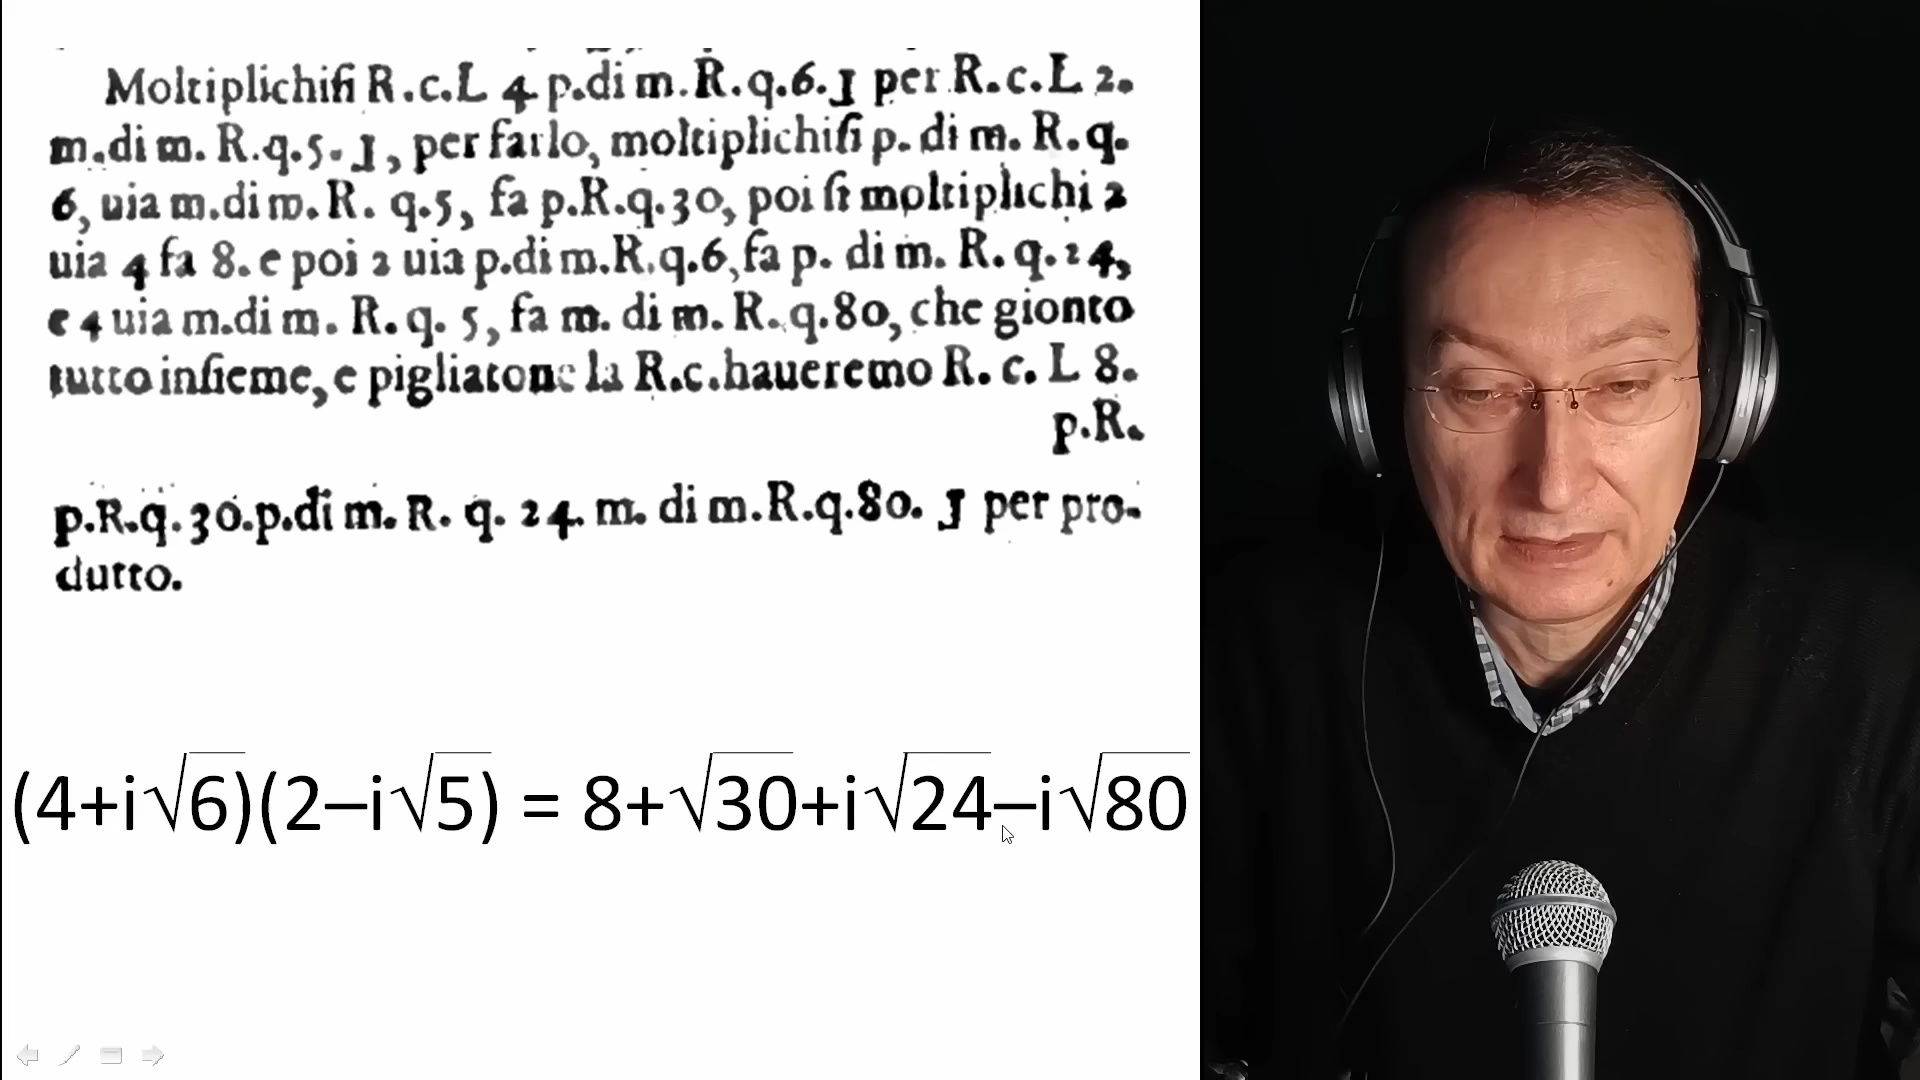 Moltiplichiſi R.c.L 4 p.di m.R.q.6.⅃ per R.c.L 2.
m.di m. R.q.5.⅃, per farlo, moltiplichiſi p. di m. R.q.
6, uia m.di m.R. q.5, fa p.R.q.30, poi ſi moltiplichi 2
uia 4 fa 8. e poi 2 uia p.di m.R.q.6, fa p. di m. R. q.24,
e 4 uia m.di m. R. q. 5, fa m. di m. R.q.80, che gionto
tutto inſieme, e pigliatone la R.c.haueremo R. c. L 8.
p.R.
p.R.q.30.p.di m. R. q. 24. m. di m.R.q.80. ⅃ per pro-
dutto.
(4+i√6)(2–i√5) = 8+√30+i√24–i√80